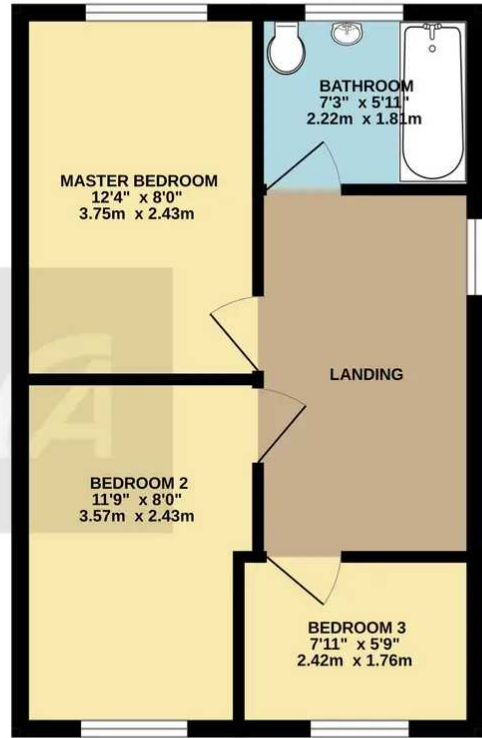 BATHROOM
7'3" x 5'11"
2.22m x 1.81m
MASTER BEDROOM
12'4" x 8'0"
3.75m x 2.43m
LANDING
BEDROOM 2
11'9" x 8'0"
3.57m x 2.43m
BEDROOM 3
7'11" x 5'9"
2.42m x 1.76m